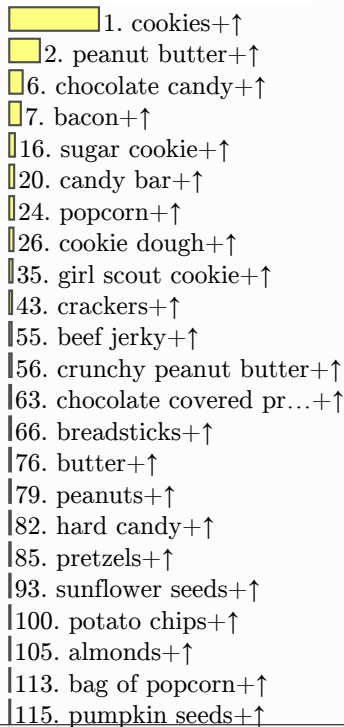 1. cookies+↑
2. peanut butter+↑
6. chocolate candy+↑
7. bacon+↑
16. sugar cookie+↑
20. candy bar+↑
24. popcorn+↑
26. cookie dough+↑
35. girl scout cookie+↑
43. crackers+↑
55. beef jerky+↑
56. crunchy peanut butter+↑
63. chocolate covered pr...+↑
66. breadsticks+↑
76. butter+↑
79. peanuts+↑
82. hard candy+↑
85. pretzels+↑
93. sunflower seeds+↑
100. potato chips+↑
105. almonds+↑
113. bag of popcorn+↑
115. pumpkin seeds+↑